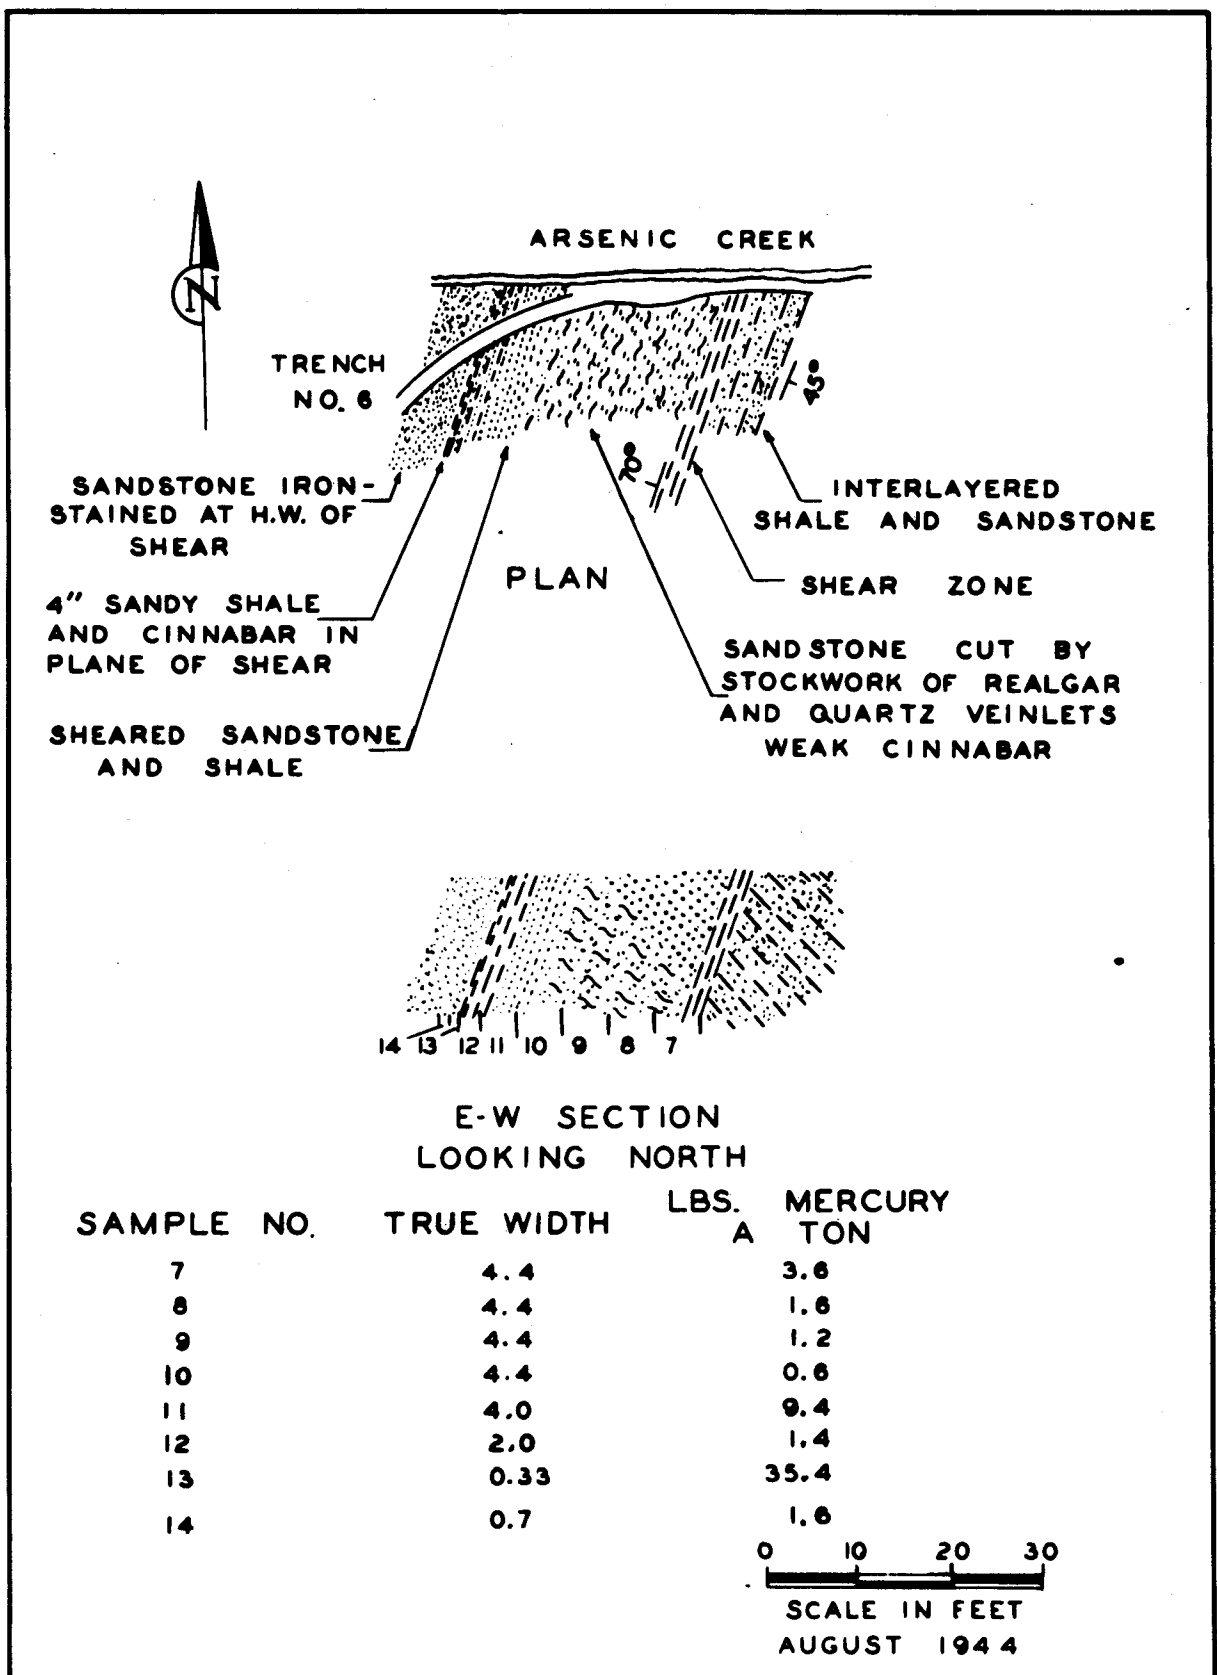 ARSENIC CREEK
N
TRENCH
NO. 6
45°
70°
SANDSTONE IRON-
STAINED AT H.W. OF
SHEAR
INTERLAYERED
SHALE AND SANDSTONE
PLAN
SHEAR ZONE
4" SANDY SHALE
AND CINNABAR IN
PLANE OF SHEAR
SANDSTONE CUT BY
STOCKWORK OF REALGAR
AND QUARTZ VEINLETS
WEAK CINNABAR
SHEARED SANDSTONE
AND SHALE
14 13 12 11 10 9 8 7
E-W SECTION
LOOKING NORTH
SAMPLE NO. TRUE WIDTH LBS. MERCURY
A TON
7 4.4 3.6
8 4.4 1.6
9 4.4 1.2
10 4.4 0.6
11 4.0 9.4
12 2.0 1.4
13 0.33 35.4
14 0.7 1.6
0 10 20 30
SCALE IN FEET
AUGUST 1944